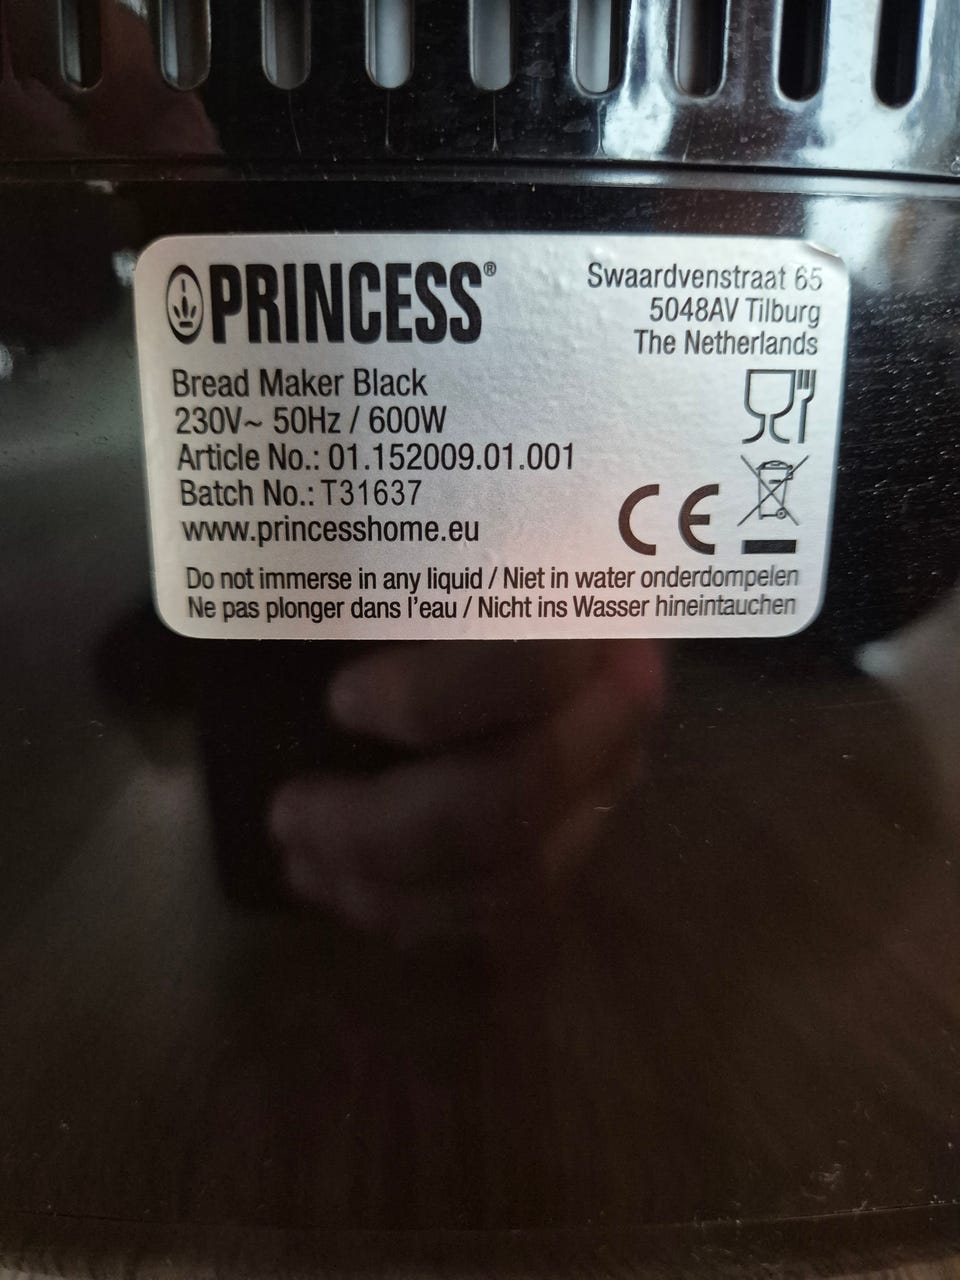 PRINCESS®
Swaardvenstraat 65
5048AV Tilburg
The Netherlands
Bread Maker Black
230V~ 50Hz / 600W
Article No.: 01.152009.01.001
Batch No.: T31637
www.princesshome.eu
CE
Do not immerse in any liquid / Niet in water onderdompelen
Ne pas plonger dans l'eau / Nicht ins Wasser hineintauchen